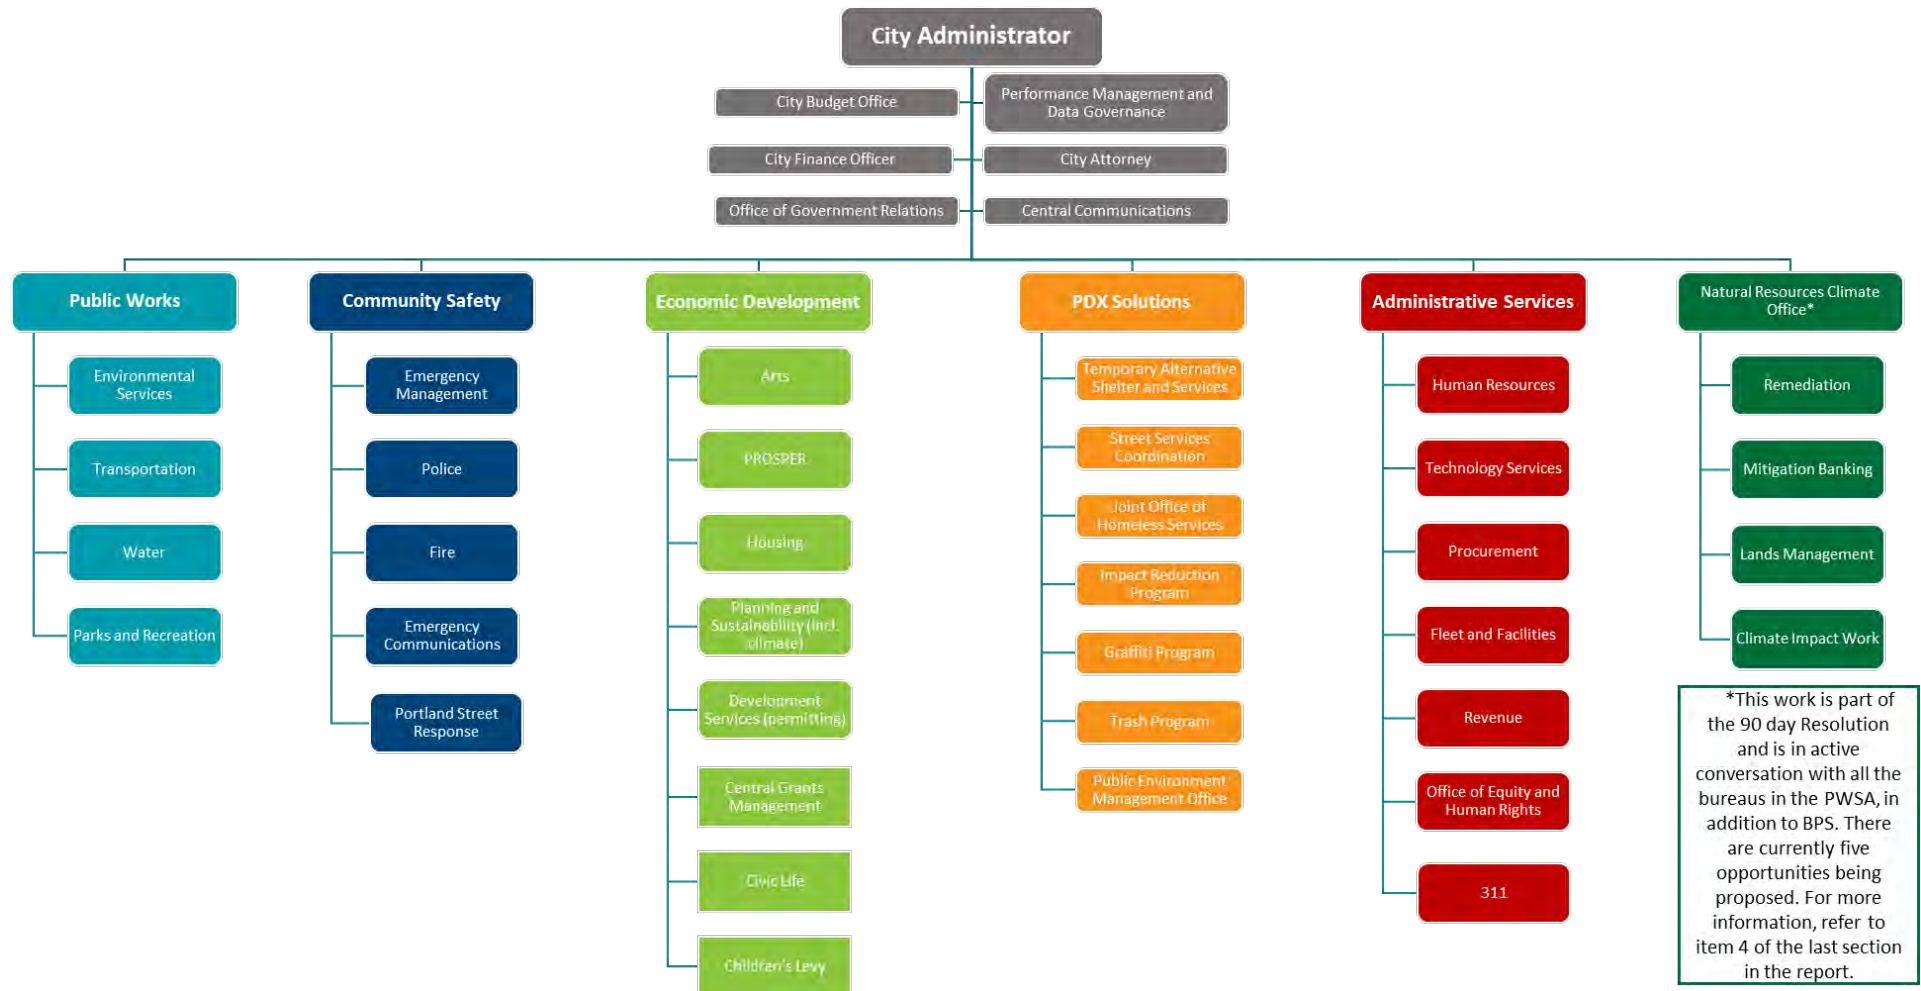 City Administrator
City Budget Office
Performance Management and
Data Governance
City Finance Officer
City Attorney
Office of Government Relations
Central Communications
Public Works
Environmental
Services
Transportation
Water
Parks and Recreation
Community Safety
Emergency
Management
Police
Fire
Emergency
Communications
Portland Street
Response
Economic Development
Arts
PROSPER
Housing
Planning and
Sustainability (incl.
climate)
Development
Services (permitting)
Central Grants
Management
Civic Life
Children's Levy
PDX Solutions
Temporary Alternative
Shelter and Services
Street Services
Coordination
Joint Office of
Homeless Services
Impact Reduction
Program
Graffiti Program
Trash Program
Public Environment
Management Office
Administrative Services
Human Resources
Technology Services
Procurement
Fleet and Facilities
Revenue
Office of Equity and
Human Rights
311
Natural Resources Climate
Office*
Remediation
Mitigation Banking
Lands Management
Climate Impact Work
*This work is part of
the 90 day Resolution
and is in active
conversation with all the
bureaus in the PWSA, in
addition to BPS. There
are currently five
opportunities being
proposed. For more
information, refer to
item 4 of the last section
in the report.